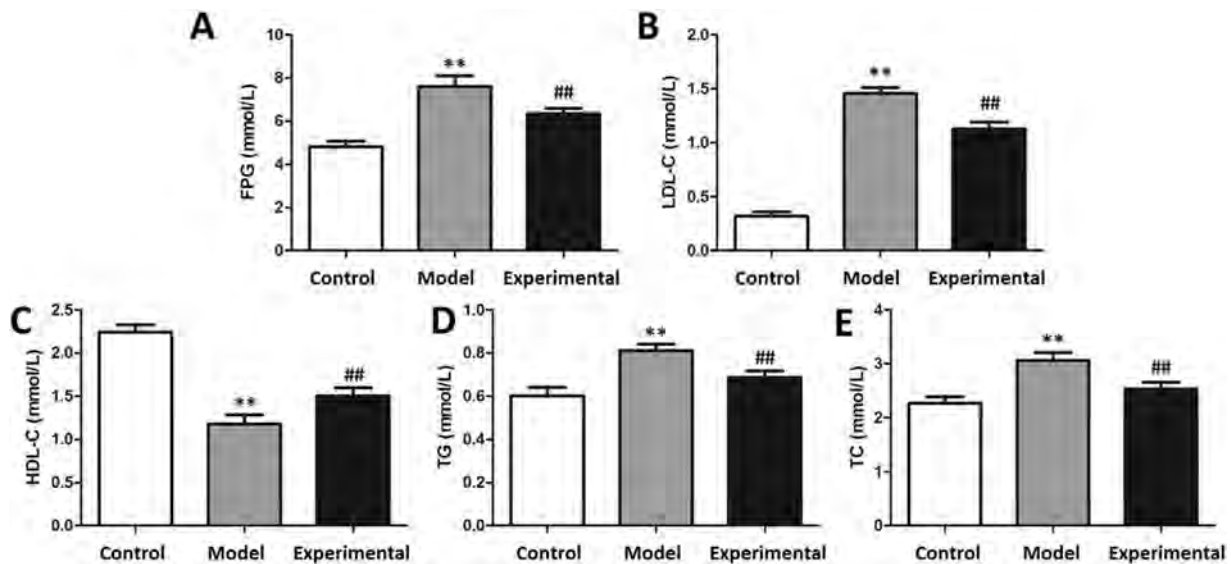 A
FPG (mmol/L)
10
8
6
4
2
0
**
##
Control Model Experimental
B
LDL-C (mmol/L)
2.0
1.5
1.0
0.5
0.0
**
##
Control Model Experimental
C
HDL-C (mmol/L)
2.5
2.0
1.5
1.0
0.5
0.0
**
##
Control Model Experimental
D
TG (mmol/L)
1.0
0.8
0.6
0.4
0.2
0.0
**
##
Control Model Experimental
E
TC (mmol/L)
4
3
2
1
0
**
##
Control Model Experimental